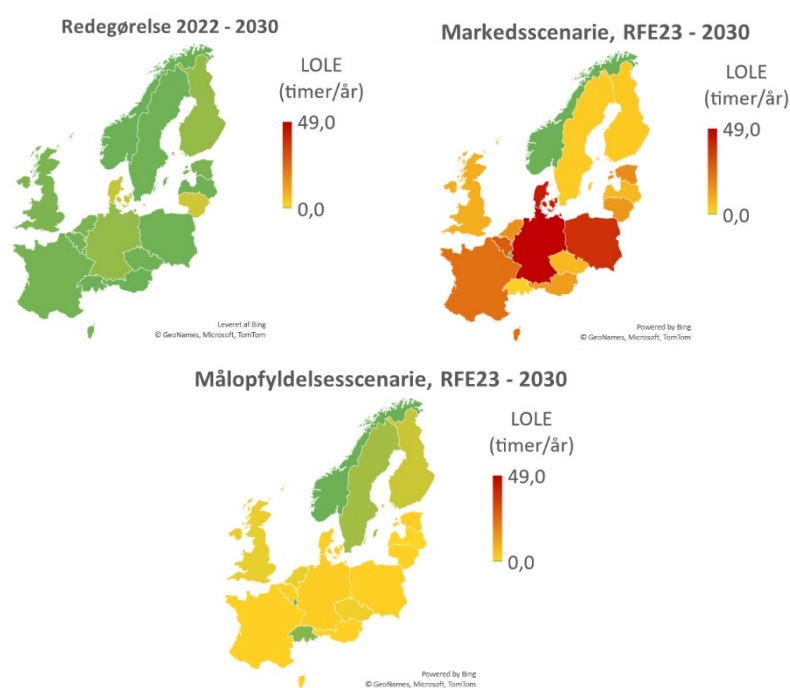 Redegørelse 2022 - 2030
LOLE
(timer/år)
49,0
0,0
Leveret af Bing
© GeoNames, Microsoft, TomTom
Markedsscenarie, RFE23 - 2030
LOLE
(timer/år)
49,0
0,0
Powered by Bing
© GeoNames, Microsoft, TomTom
Målopfyldelsesscenarie, RFE23 - 2030
LOLE
(timer/år)
49,0
0,0
Powered by Bing
© GeoNames, Microsoft, TomTom